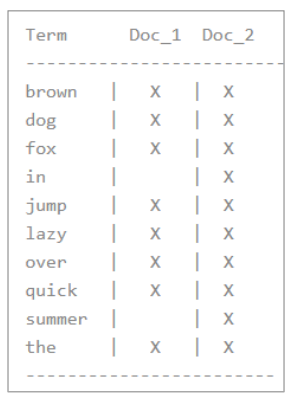 Term Doc_1 Doc_2
-------------------------
brown | X | X
dog | X | X
fox | X | X
in | | X
jump | X | X
lazy | X | X
over | X | X
quick | X | X
summer | | X
the | X | X
------------------------